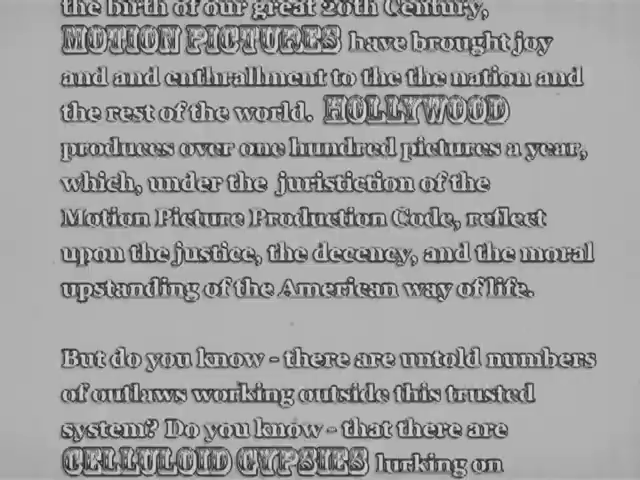 the birth of our great 20th Century,
MOTION PICTURES have brought joy
and and enthrallment to the the nation and
the rest of the world. HOLLYWOOD
produces over one hundred pictures a year,
which, under the juristiction of the
Motion Picture Production Code, reflect
upon the justice, the decency, and the moral
upstanding of the American way of life.
But do you know - there are untold numbers
of outlaws working outside this trusted
system? Do you know - that there are
CELLULOID GYPSIES lurking on